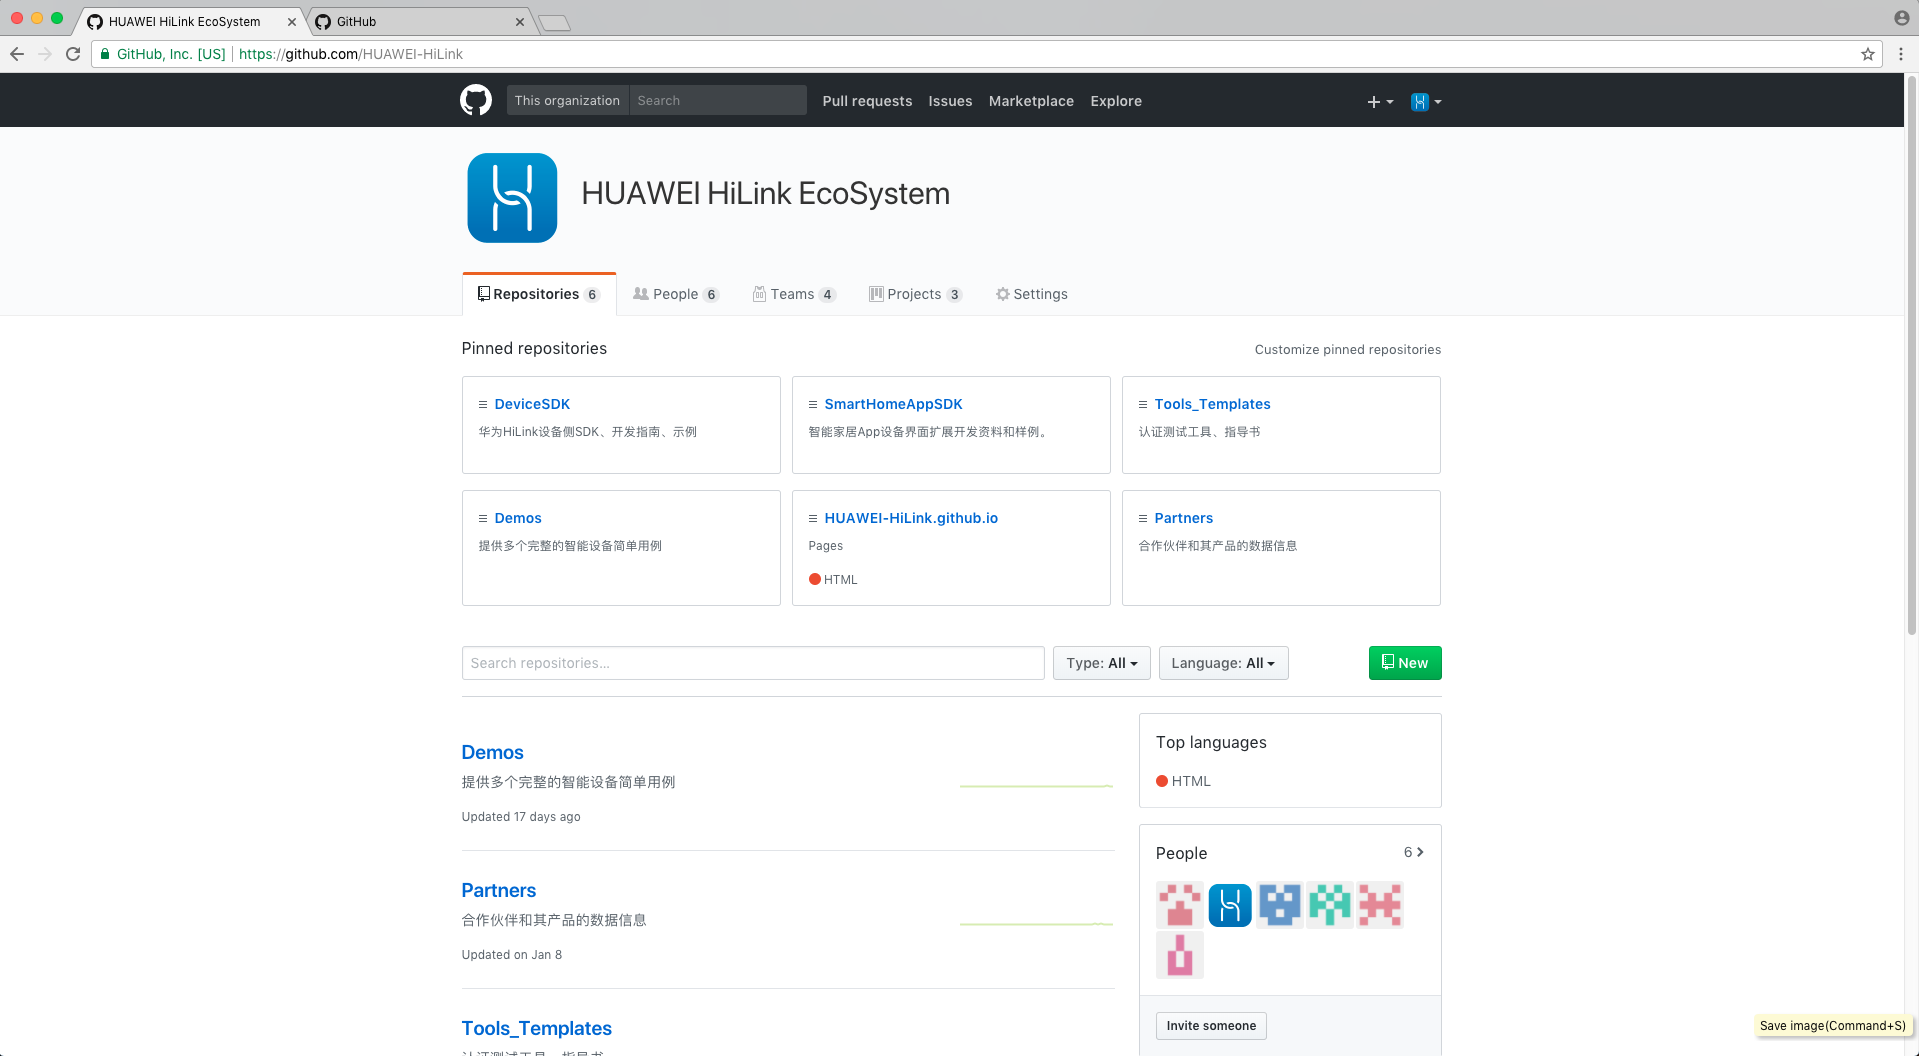 HUAWEI HiLink EcoSystem
GitHub
GitHub, Inc. [US] https://github.com/HUAWEI-HiLink
This organization Search Pull requests Issues Marketplace Explore
HUAWEI HiLink EcoSystem
Repositories 6 People 6 Teams 4 Projects 3 Settings
Pinned repositories Customize pinned repositories
DeviceSDK
华为HiLink设备侧SDK、开发指南、示例
SmartHomeAppSDK
智能家居App设备界面扩展开发资料和样例。
Tools_Templates
认证测试工具、指导书
Demos
提供多个完整的智能设备简单用例
HUAWEI-HiLink.github.io
Pages
HTML
Partners
合作伙伴和其产品的数据信息
Search repositories... Type: All Language: All New
Demos
提供多个完整的智能设备简单用例
Updated 17 days ago
Partners
合作伙伴和其产品的数据信息
Updated on Jan 8
Tools_Templates
认证测试工具、指导书
Top languages
HTML
People 6
Invite someone
Save image(Command+S)